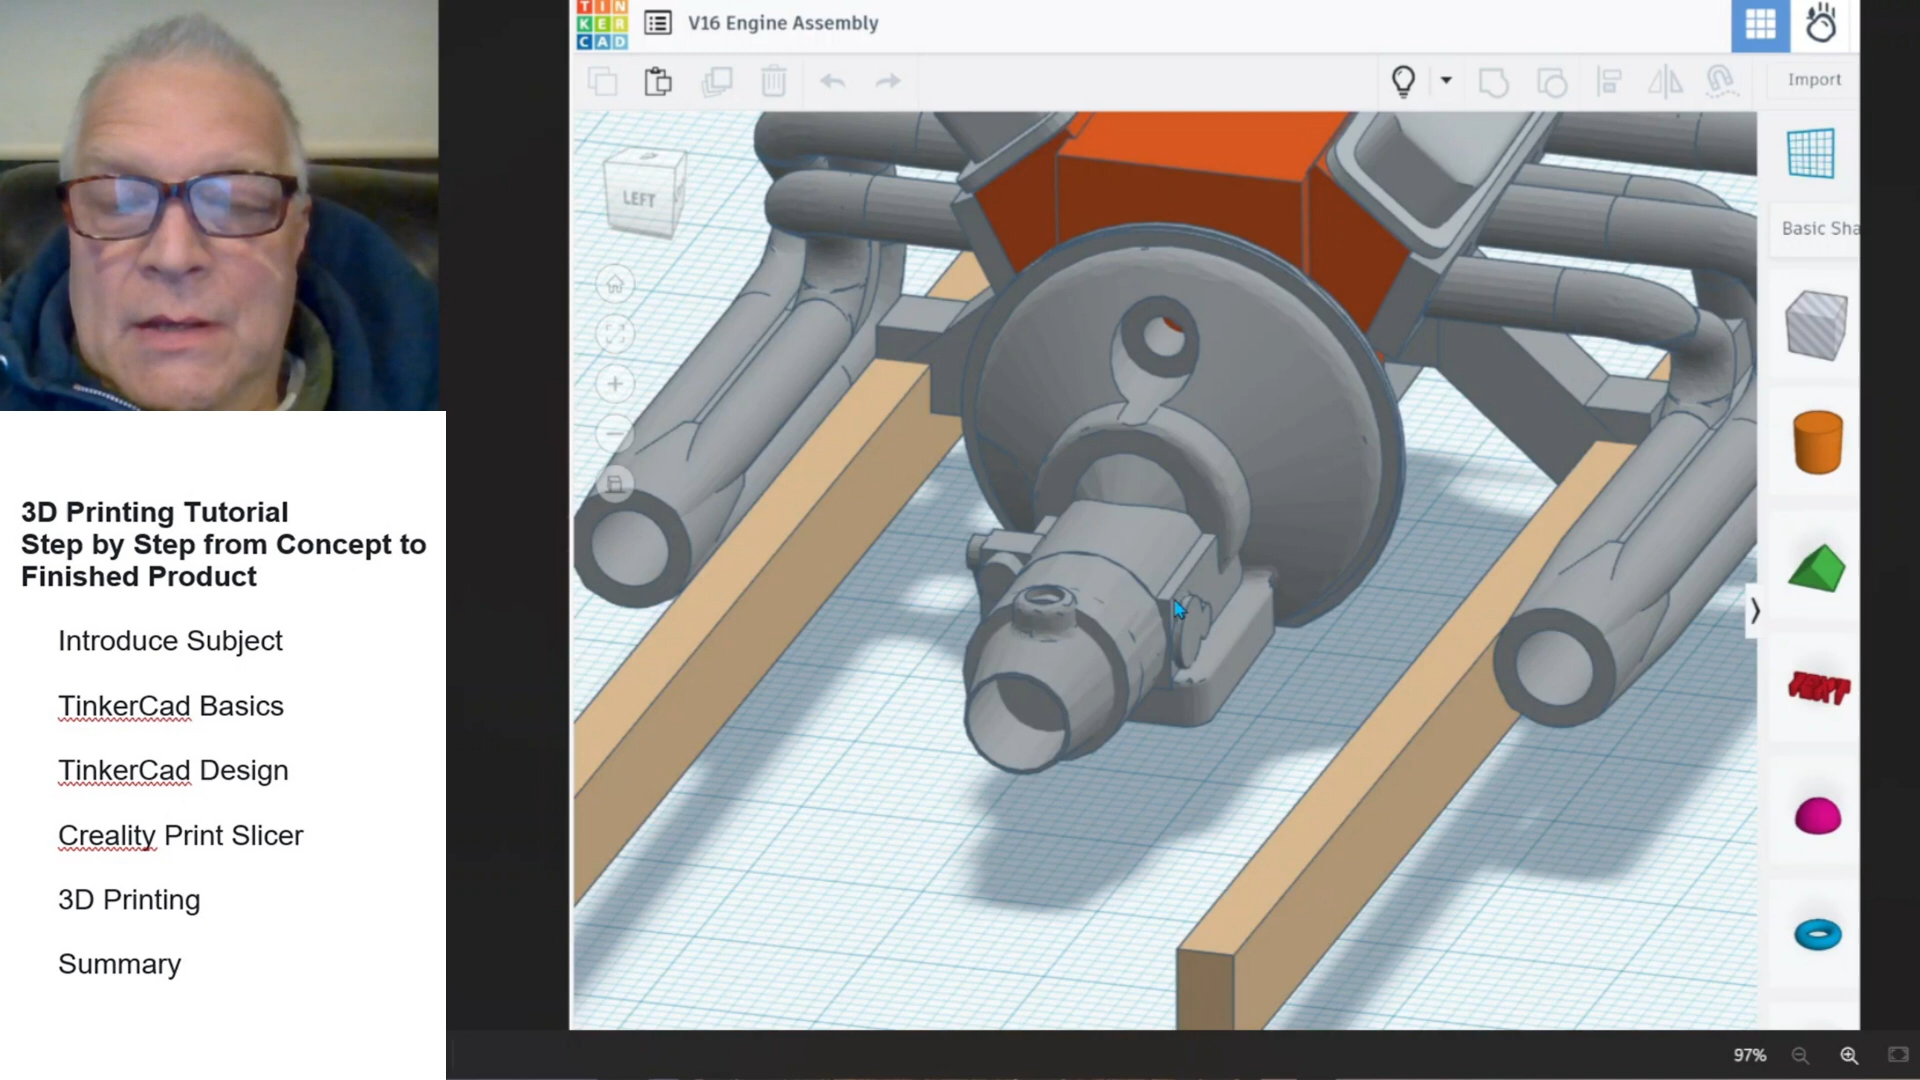 TIN
KER
CAD
V16 Engine Assembly
Import
LEFT
Basic Sha
TEXT
3D Printing Tutorial
Step by Step from Concept to
Finished Product
Introduce Subject
TinkerCad Basics
TinkerCad Design
Creality Print Slicer
3D Printing
Summary
97%